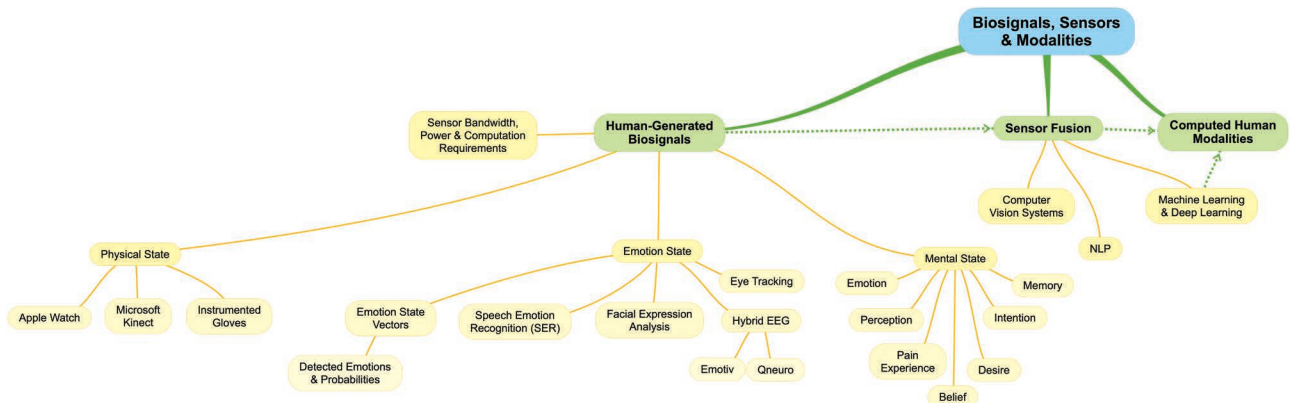 Biosignals, Sensors
& Modalities
Sensor Bandwidth,
Power & Computation
Requirements
Human-Generated
Biosignals
Sensor Fusion
Computed Human
Modalities
Computer
Vision Systems
NLP
Machine Learning
& Deep Learning
Physical State
Apple Watch
Microsoft
Kinect
Instrumented
Gloves
Emotion State
Emotion State
Vectors
Detected Emotions
& Probabilities
Speech Emotion
Recognition (SER)
Facial Expression
Analysis
Eye Tracking
Hybrid EEG
Emotiv
Qneuro
Mental State
Emotion
Perception
Pain
Experience
Belief
Desire
Intention
Memory